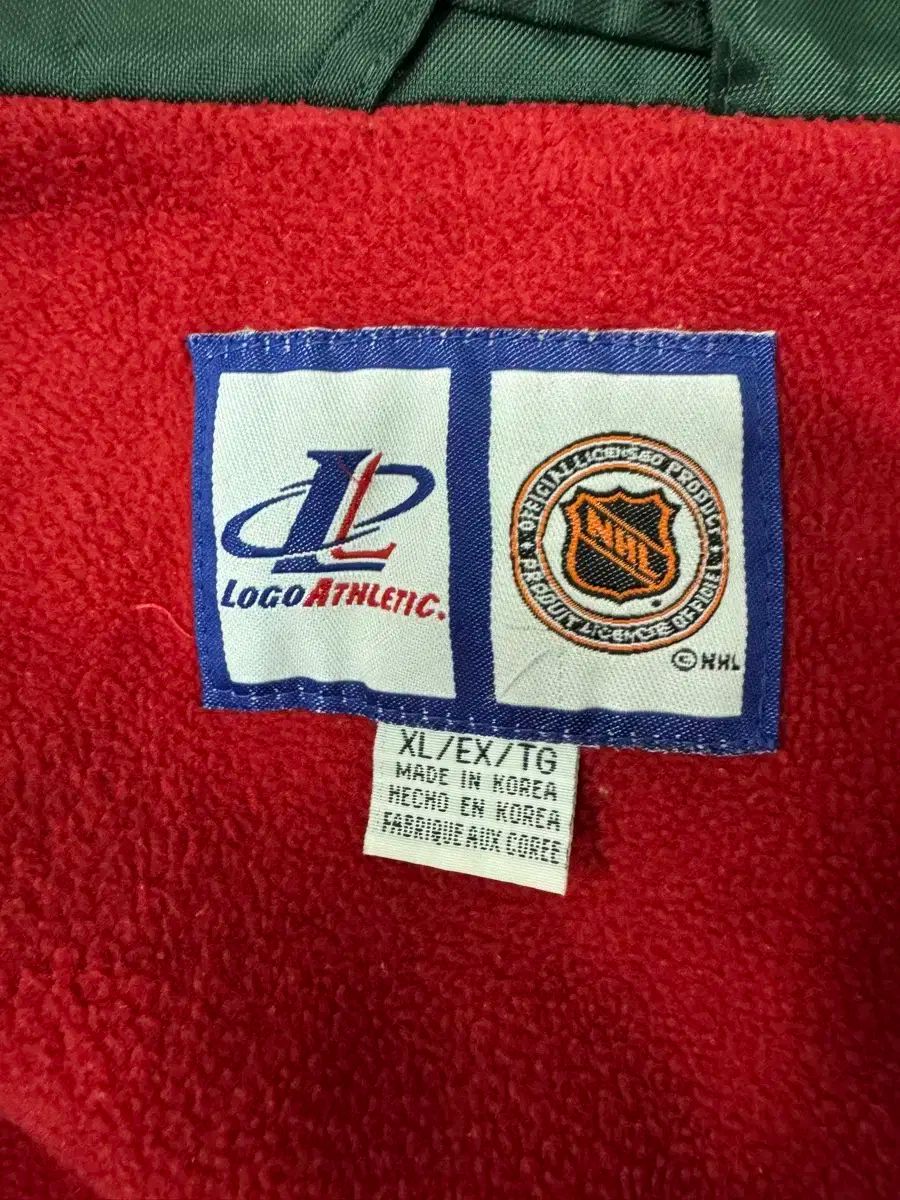 LOGOATHLETIC.
★ OFFICIAL LICENSED PRODUCT ★
NHL
PRODUIT LICENCIE OFFICIEL
© NHL
XL/EX/TG
MADE IN KOREA
HECHO EN KOREA
FABRIQUE AUX COREE